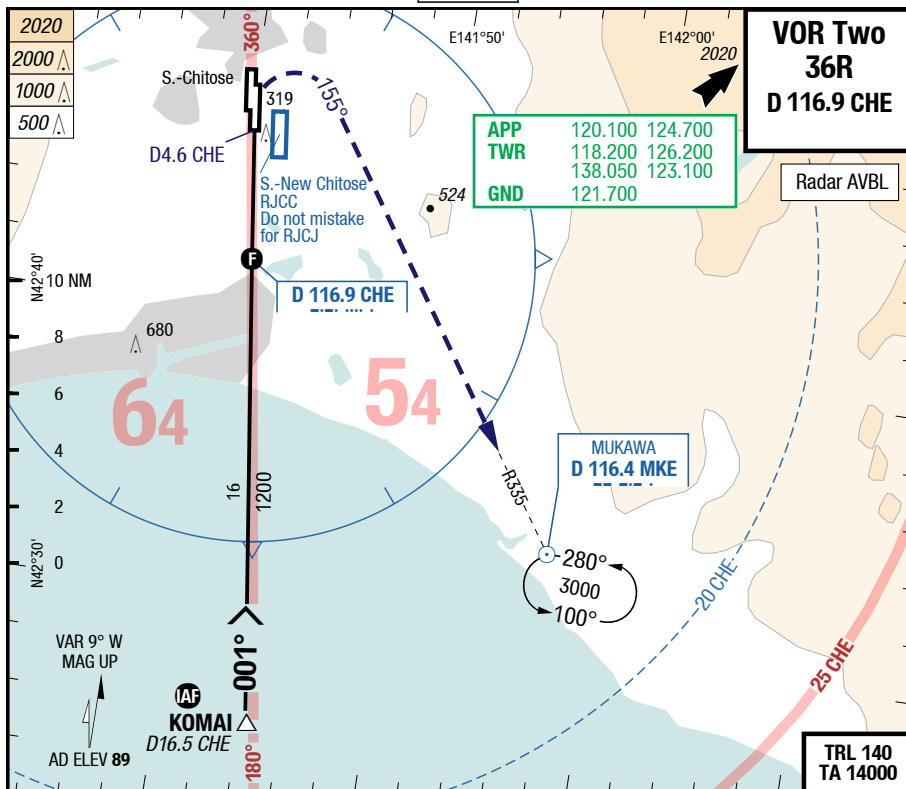 2020
2000
1000
500
360°
S.-Chitose
319
D4.6 CHE
155°
E141°50'
E142°00'
2020
VOR Two
36R
D 116.9 CHE
APP 120.100 124.700
TWR 118.200 126.200
138.050 123.100
GND 121.700
Radar AVBL
S.-New Chitose
RJCC
Do not mistake
for RJCJ
524
N42°40'
10 NM
F
D 116.9 CHE
8
680
6
64
54
4
MUKAWA
D 116.4 MKE
16
1200
R335
2
N42°30'
0
280°
3000
100°
20 CHE
25 CHE
VAR 9° W
MAG UP
001°
IAF
KOMAI
D16.5 CHE
180°
AD ELEV 89
TRL 140
TA 14000